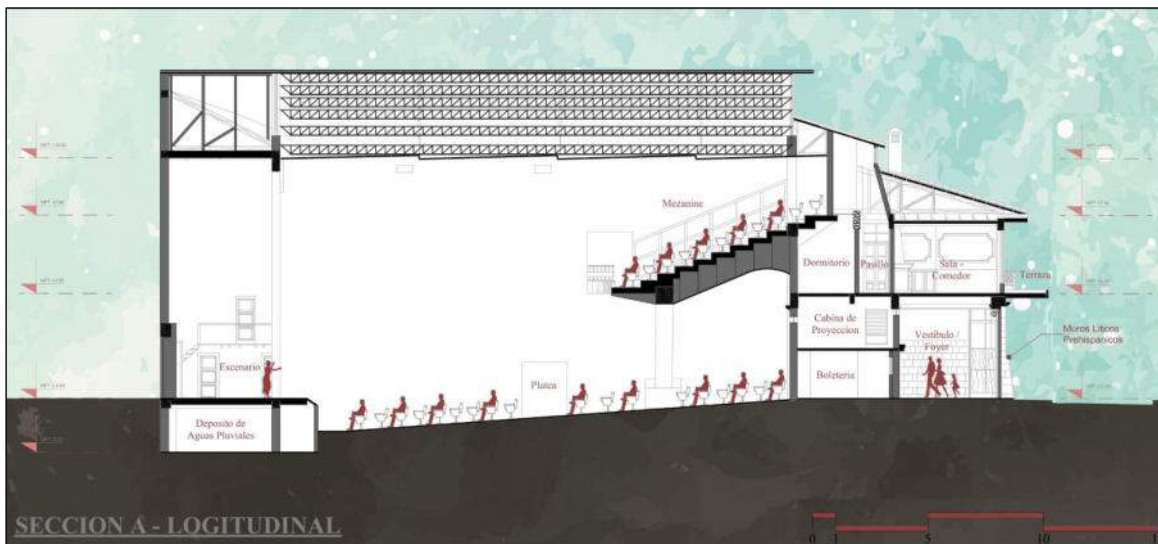 Mezanine
Dormitorio
Pasillo
Sala -
Comedor
Terraza
Cabina de
Proyeccion
Vestibulo /
Foyer
Muros Liticos
Prehispanicos
Escenario
Platea
Boleteria
Deposito de
Aguas Pluviales
SECCION A - LOGITUDINAL
0 1 5 10 1